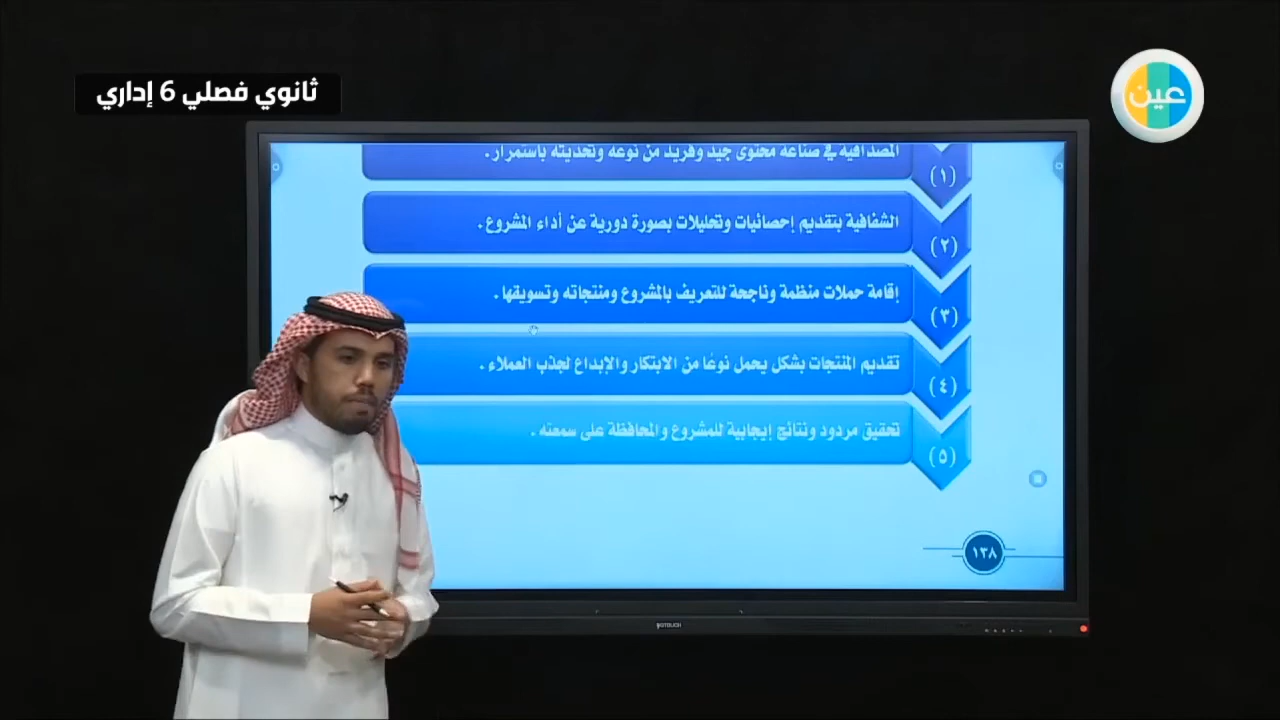 ثانوي فصلي 6 إداري
عين
(١) المصداقية في صناعة محتوى جيد وفريد من نوعه وتحديثه باستمرار.
(٢) الشفافية بتقديم إحصائيات وتحليلات بصورة دورية عن أداء المشروع.
(٣) إقامة حملات منظمة وناجحة للتعريف بالمشروع ومنتجاته وتسويقها.
(٤) تقديم المنتجات بشكل يحمل نوعًا من الابتكار والإبداع لجذب العملاء.
(٥) تحقيق مردود ونتائج إيجابية للمشروع والمحافظة على سمعته.
١٣٨